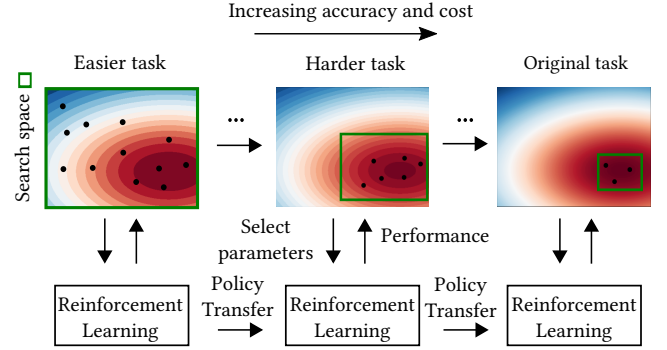 Increasing accuracy and cost
Easier task
Harder task
Original task
Search space
...
...
Select
parameters
Performance
Policy
Transfer
Policy
Transfer
Reinforcement
Learning
Reinforcement
Learning
Reinforcement
Learning